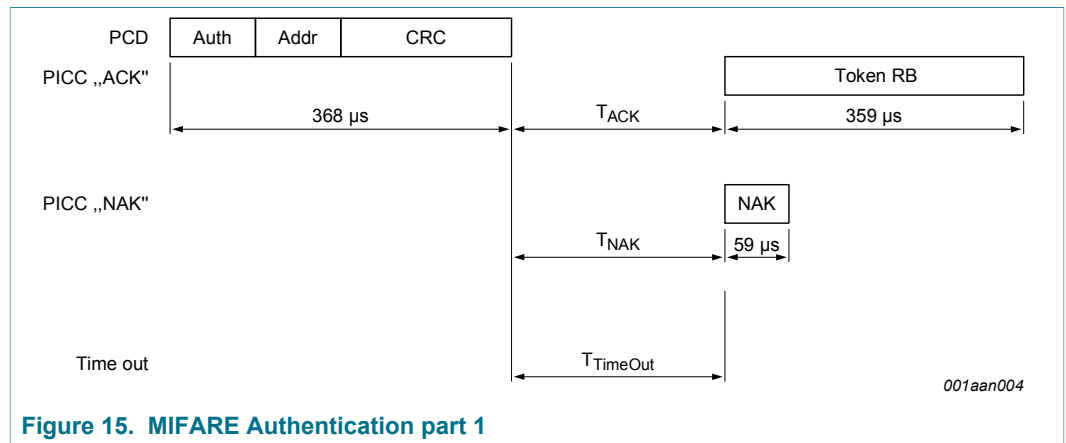 PCD Auth Addr CRC
PICC ,,ACK" Token RB
368 µs TACK 359 µs
PICC ,,NAK" NAK
TNAK 59 µs
Time out TTimeOut
001aan004
Figure 15. MIFARE Authentication part 1